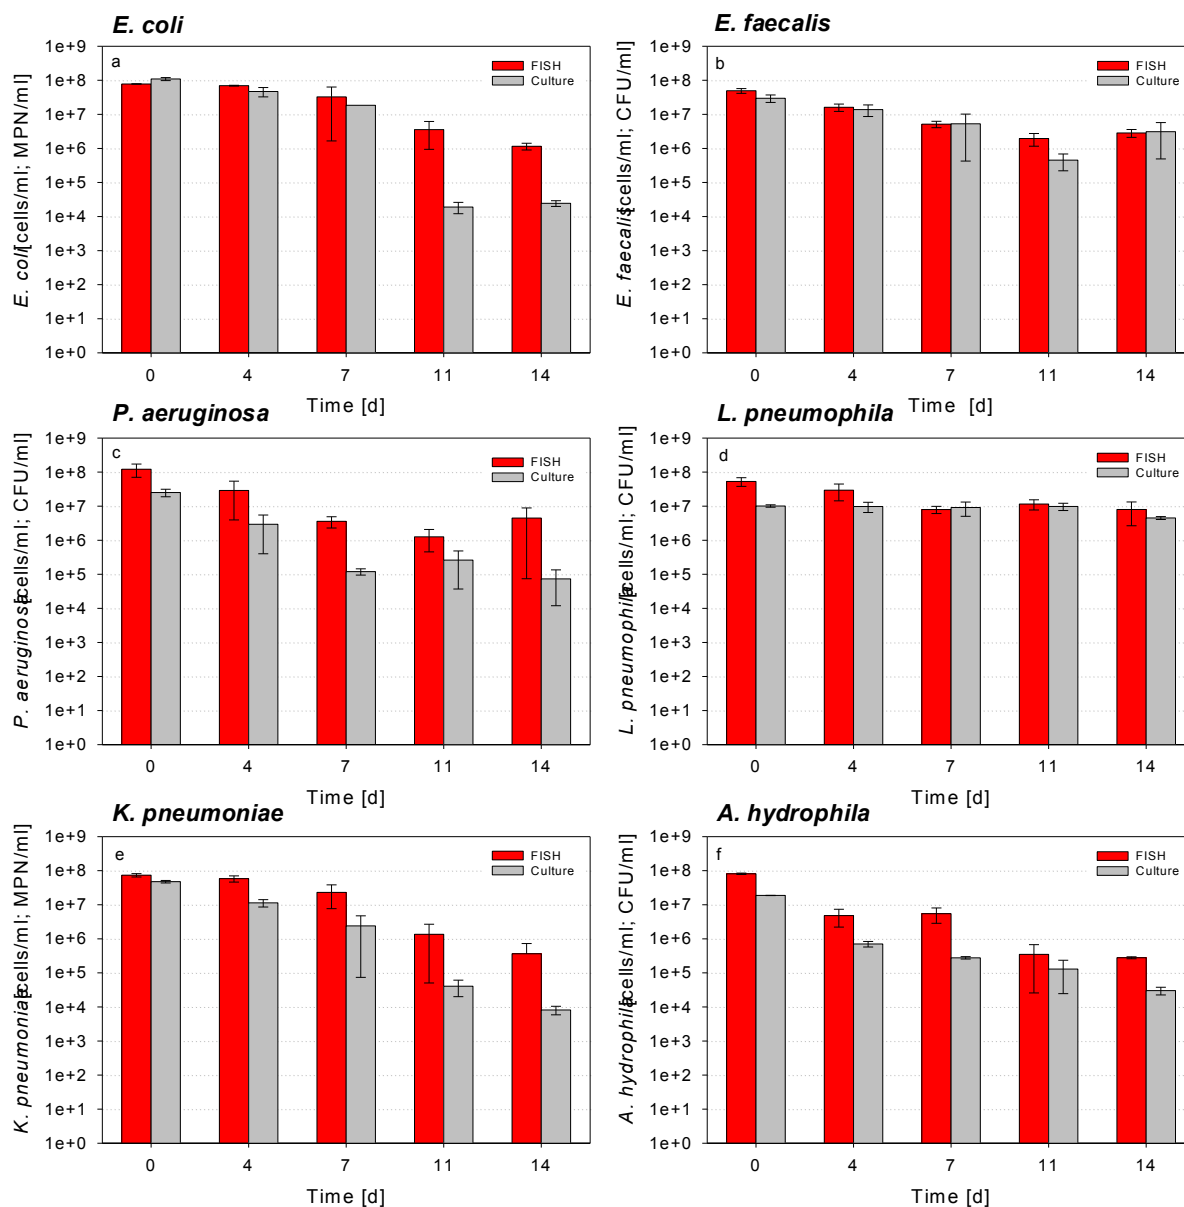 E. coli
E. coli[cells/ml; MPN/ml]
1e+9
1e+8
1e+7
1e+6
1e+5
1e+4
1e+3
1e+2
1e+1
1e+0
a
FISH
Culture
0 4 7 11 14
Time [d]
E. faecalis
E. faecalis[cells/ml; CFU/ml]
1e+9
1e+8
1e+7
1e+6
1e+5
1e+4
1e+3
1e+2
1e+1
1e+0
b
FISH
Culture
0 4 7 11 14
Time [d]
P. aeruginosa
P. aeruginosa[cells/ml; CFU/ml]
1e+9
1e+8
1e+7
1e+6
1e+5
1e+4
1e+3
1e+2
1e+1
1e+0
c
FISH
Culture
0 4 7 11 14
Time [d]
L. pneumophila
L. pneumophila[cells/ml; CFU/ml]
1e+9
1e+8
1e+7
1e+6
1e+5
1e+4
1e+3
1e+2
1e+1
1e+0
d
FISH
Culture
0 4 7 11 14
Time [d]
K. pneumoniae
K. pneumoniae[cells/ml; MPN/ml]
1e+9
1e+8
1e+7
1e+6
1e+5
1e+4
1e+3
1e+2
1e+1
1e+0
e
FISH
Culture
0 4 7 11 14
Time [d]
A. hydrophila
A. hydrophila[cells/ml; CFU/ml]
1e+9
1e+8
1e+7
1e+6
1e+5
1e+4
1e+3
1e+2
1e+1
1e+0
f
FISH
Culture
0 4 7 11 14
Time [d]